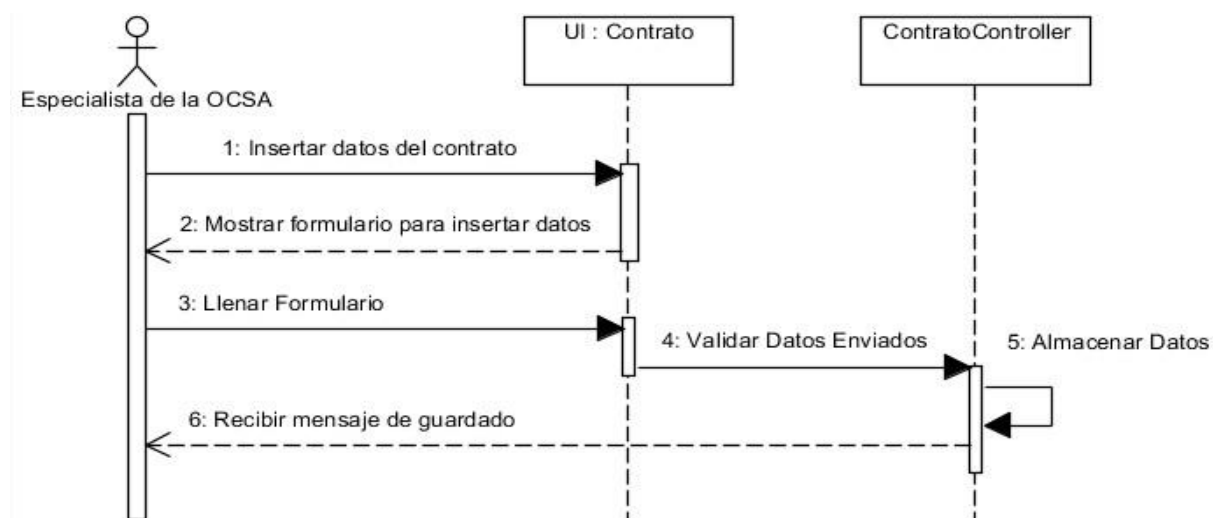 UI : Contrato
ContratoController
Especialista de la OCSA
1: Insertar datos del contrato
2: Mostrar formulario para insertar datos
3: Llenar Formulario
4: Validar Datos Enviados
5: Almacenar Datos
6: Recibir mensaje de guardado